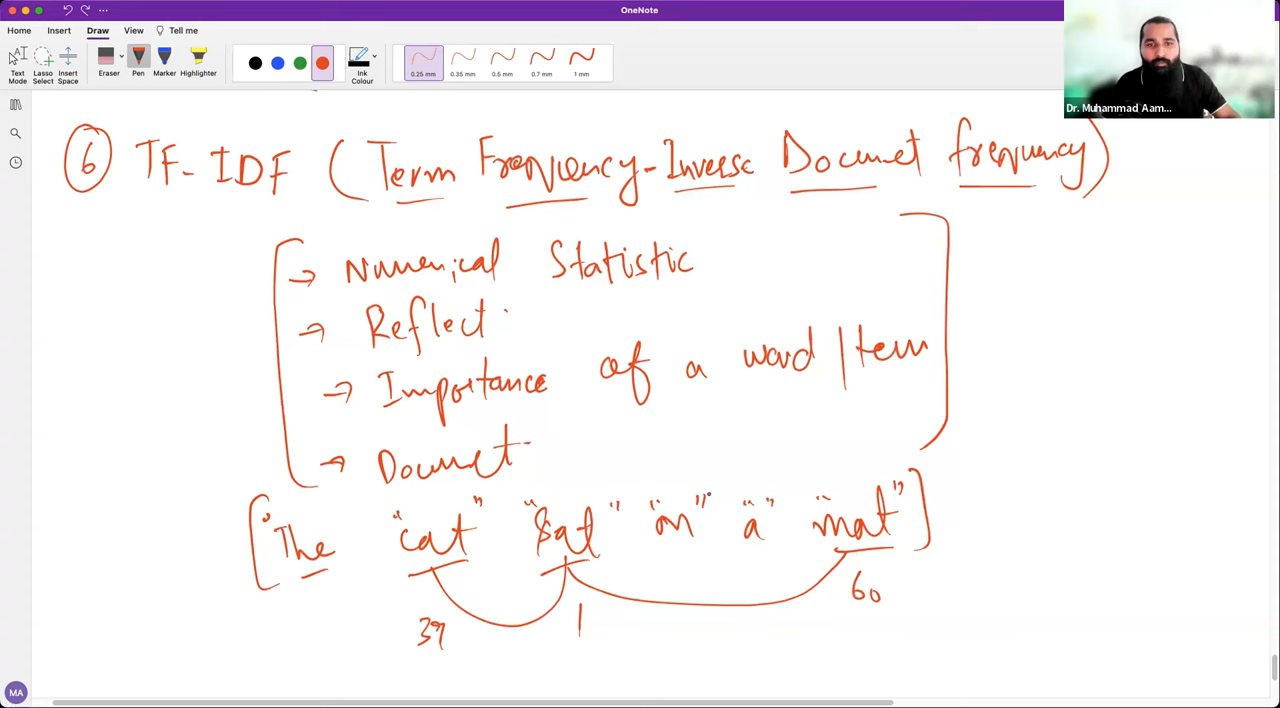 OneNote
Home Insert Draw View Tell me
Text Mode Lasso Select Insert Space Eraser Pen Marker Highlighter Ink Colour 0.25 mm 0.35 mm 0.5 mm 0.7 mm 1 mm
Dr. Muhammad Aam...
6 TF-IDF (Term Frequency-Inverse Documet frequency)
→ Numerical Statistic
→ Reflect
→ Importance of a word/term
→ Documet
["The "cat" "sat" "on" "a" "mat"]
39 1 60
MA